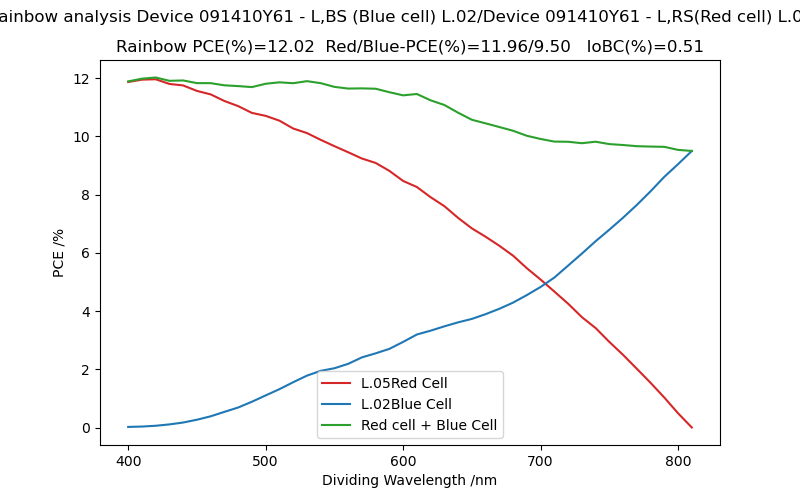 ainbow analysis Device 091410Y61 - L,BS (Blue cell) L.02/Device 091410Y61 - L,RS(Red cell) L.0
Rainbow PCE(%)=12.02 Red/Blue-PCE(%)=11.96/9.50 IoBC(%)=0.51
12
10
8
6
4
2
0
PCE /%
L.05Red Cell
L.02Blue Cell
Red cell + Blue Cell
400 500 600 700 800
Dividing Wavelength /nm